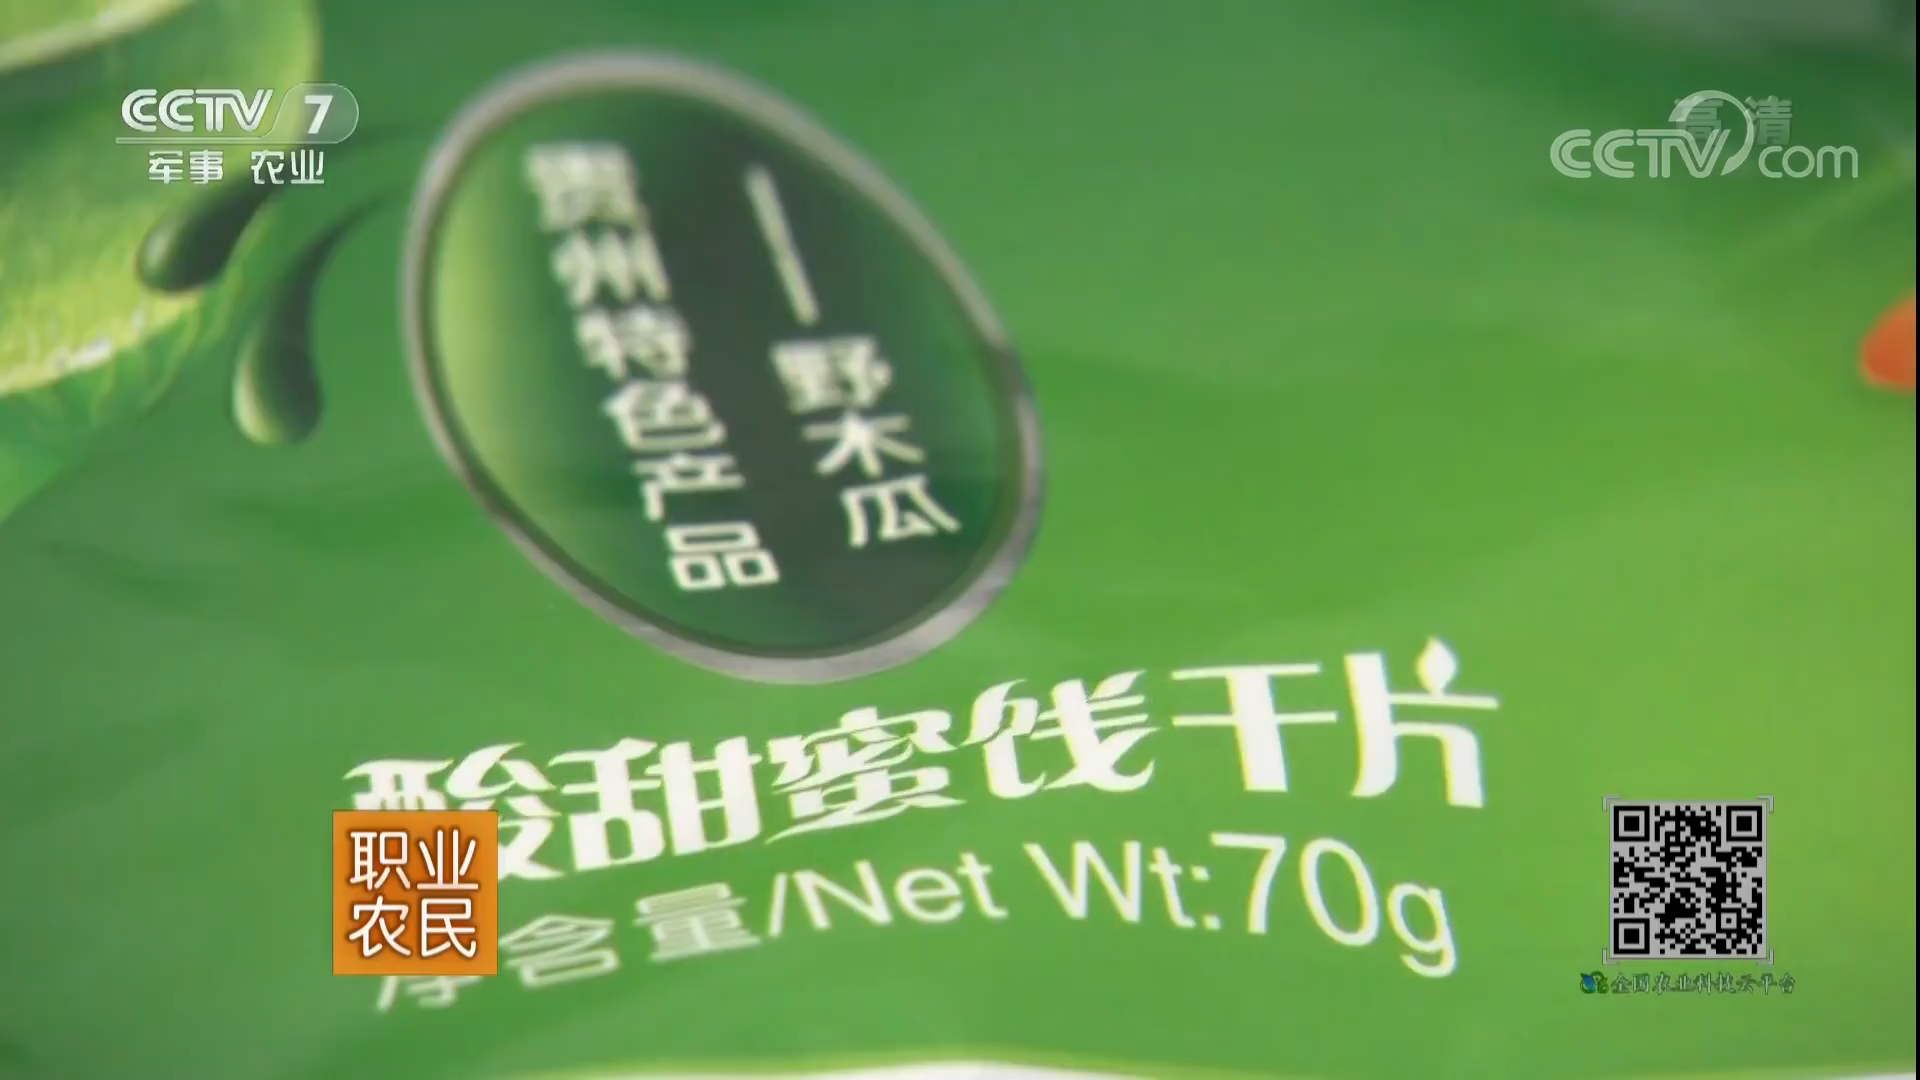 CCTV 7
军事 农业
高清
CCTV.com
贵州特色产品
——野木瓜
酸甜蜜饯干片
净含量/Net Wt:70g
职业
农民
全国农业科技云平台